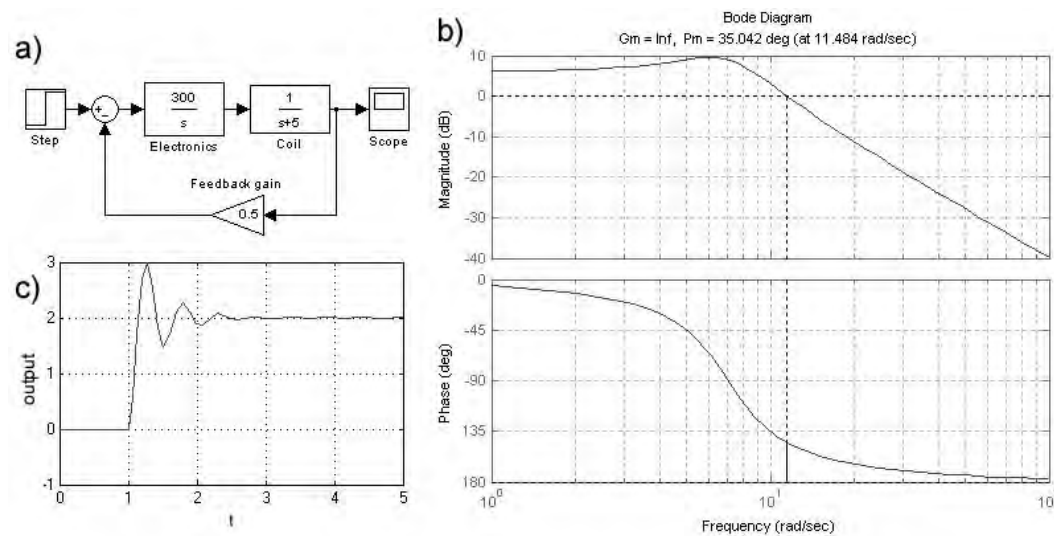 a)
300
s
1
s+5
+
-
Step
Electronics
Coil
Scope
Feedback gain
0.5
b)
Bode Diagram
Gm = Inf, Pm = 35.042 deg (at 11.484 rad/sec)
10
0
-10
-20
-30
-40
Magnitude (dB)
0
-45
-90
135
180
Phase (deg)
10^0
10^1
10
Frequency (rad/sec)
c)
3
2
1
0
-1
output
0
1
2
3
4
5
t